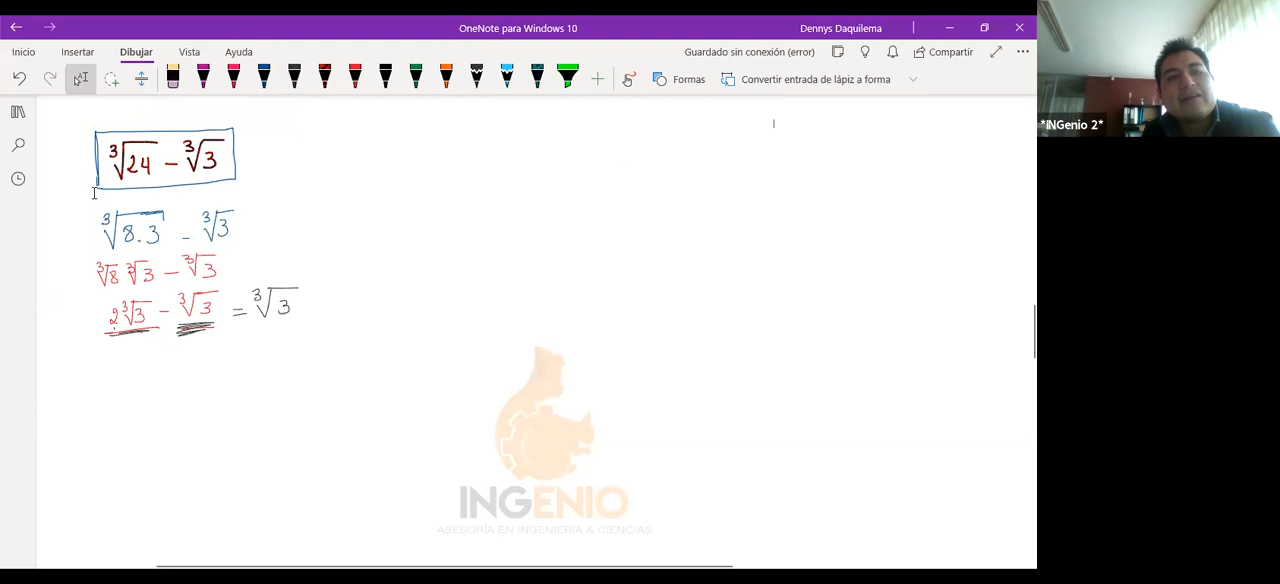 OneNote para Windows 10
Dennys Daquilema
Inicio Insertar Dibujar Vista Ayuda
Guardado sin conexión (error)
Compartir
Formas
Convertir entrada de lápiz a forma
*INGenio 2*
∛24 - ∛3
∛8.3 - ∛3
∛8 ∛3 - ∛3
2∛3 - ∛3 = ∛3
INGENIO
ASESORÍA EN INGENIERÍA & CIENCIAS